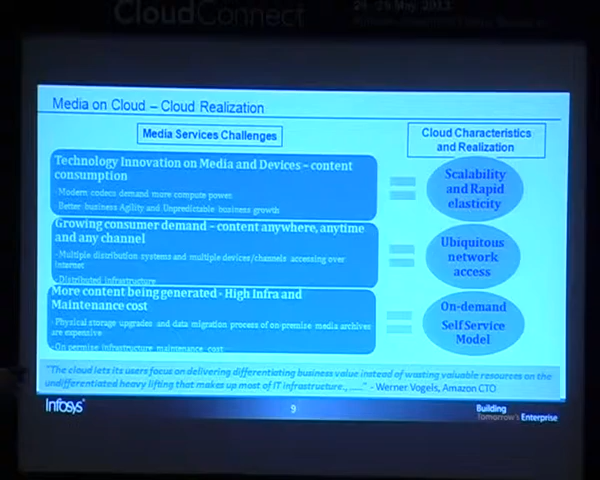 CloudConnect
Media on Cloud – Cloud Realization
Media Services Challenges
Cloud Characteristics
and Realization
Technology Innovation on Media and Devices – content
consumption
- Modern codecs demand more compute power
- Better business Agility and Unpredictable business growth
Scalability
and Rapid
elasticity
Growing consumer demand – content anywhere, anytime
and any channel
- Multiple distribution systems and multiple devices/channels accessing over
internet
- Distributed infrastructure
Ubiquitous
network
access
More content being generated - High Infra and
Maintenance cost
- Physical storage upgrades and data migration process of on-premise media archives
are expensive
- On permise infrastructure maintenance cost
On-demand
Self Service
Model
"The cloud lets its users focus on delivering differentiating business value instead of wasting valuable resources on the
undifferentiated heavy lifting that makes up most of IT infrastructure., ....." - Werner Vogels, Amazon CTO
Infosys
9
Building
Tomorrow's Enterprise